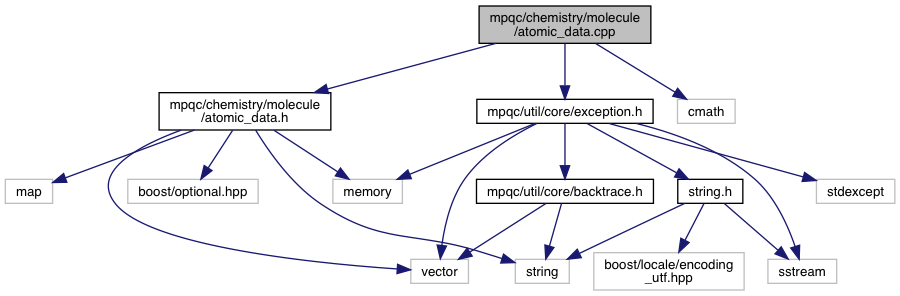 mpqc/chemistry/molecule
/atomic_data.cpp
mpqc/chemistry/molecule
/atomic_data.h
mpqc/util/core/exception.h
cmath
map
boost/optional.hpp
memory
mpqc/util/core/backtrace.h
string.h
stdexcept
vector
string
boost/locale/encoding
_utf.hpp
sstream